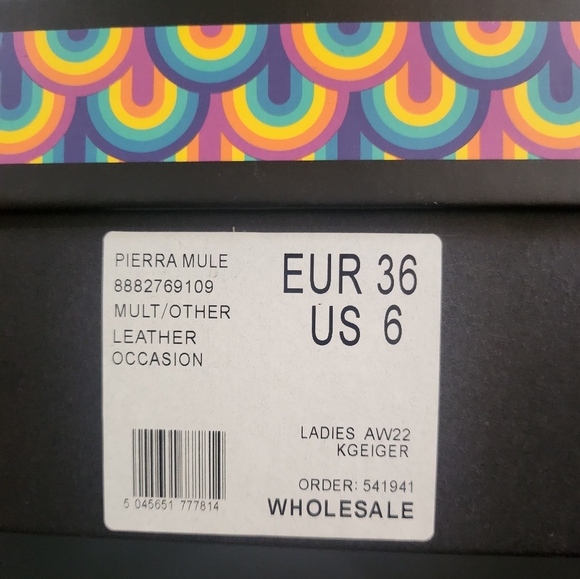 PIERRA MULE
8882769109
MULT/OTHER
LEATHER
OCCASION
EUR 36
US 6
LADIES AW22
KGEIGER
ORDER: 541941
WHOLESALE
5 045651 777814